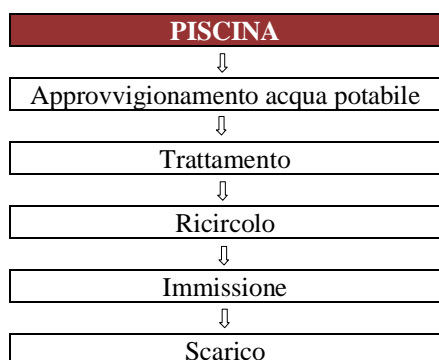 PISCINA
⇩
Approvvigionamento acqua potabile
⇩
Trattamento
⇩
Ricircolo
⇩
Immissione
⇩
Scarico